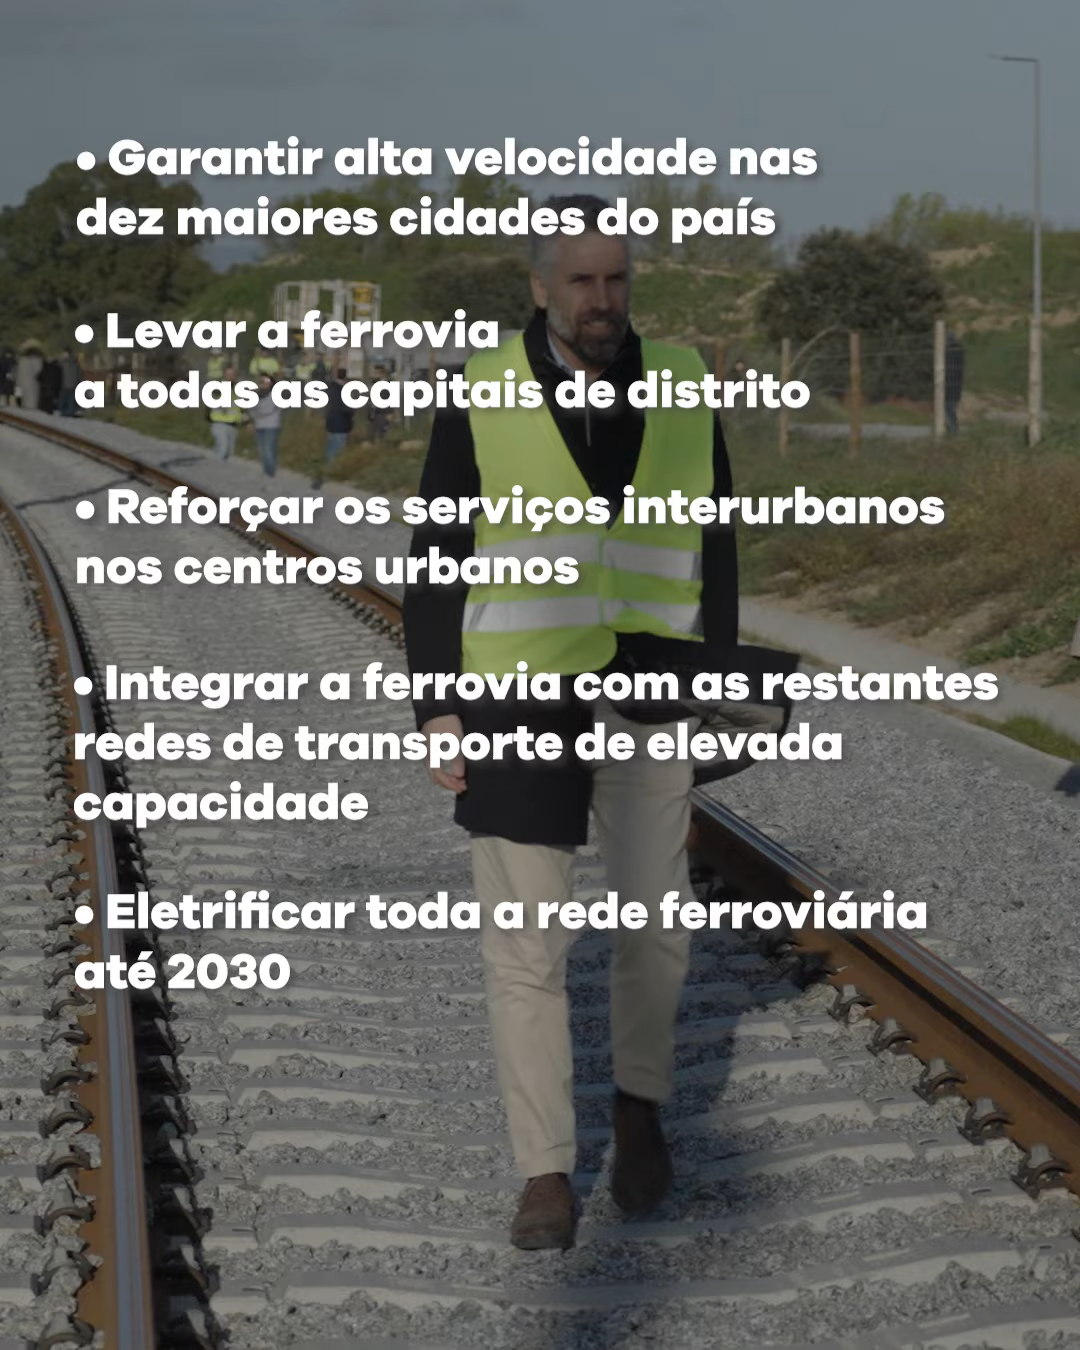 • Garantir alta velocidade nas
dez maiores cidades do país
• Levar a ferrovia
a todas as capitais de distrito
• Reforçar os serviços interurbanos
nos centros urbanos
• Integrar a ferrovia com as restantes
redes de transporte de elevada
capacidade
• Eletrificar toda a rede ferroviária
até 2030